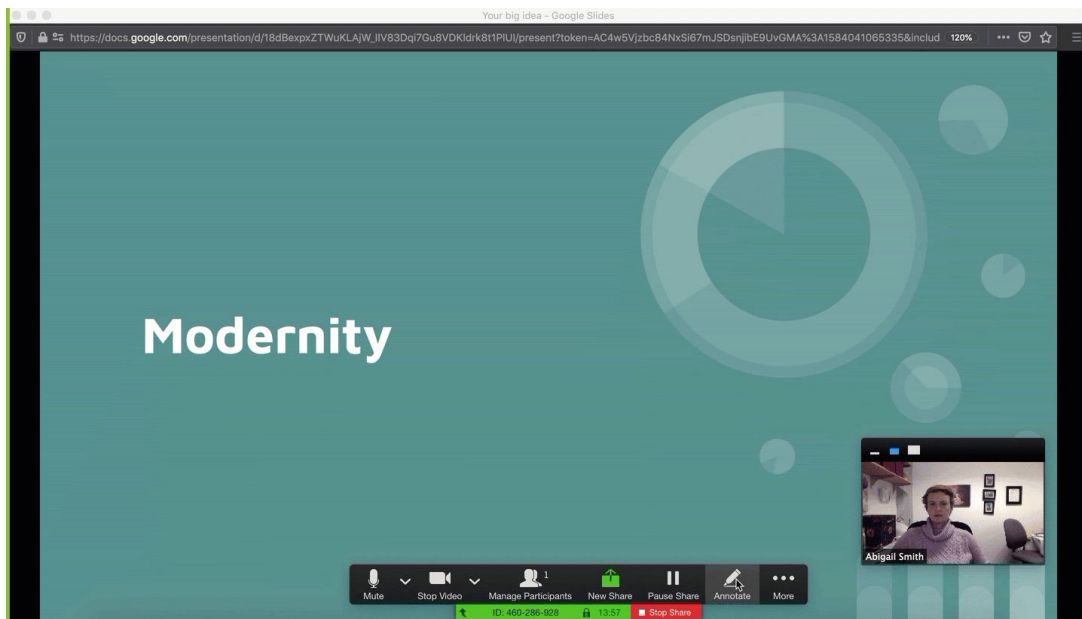 Your big idea - Google Slides
https://docs.google.com/presentation/d/18dBexpxZTWuKLAjW_IIV83Dqi7Gu8VDKldrk8t1PlUI/present?token=AC4w5Vjzbc84NxSi67mJSDsnjibE9UvGMA%3A1584041065335&includ 120%
Modernity
Abigail Smith
1
Mute Stop Video Manage Participants New Share Pause Share Annotate More
ID: 460-286-928 13:57 Stop Share